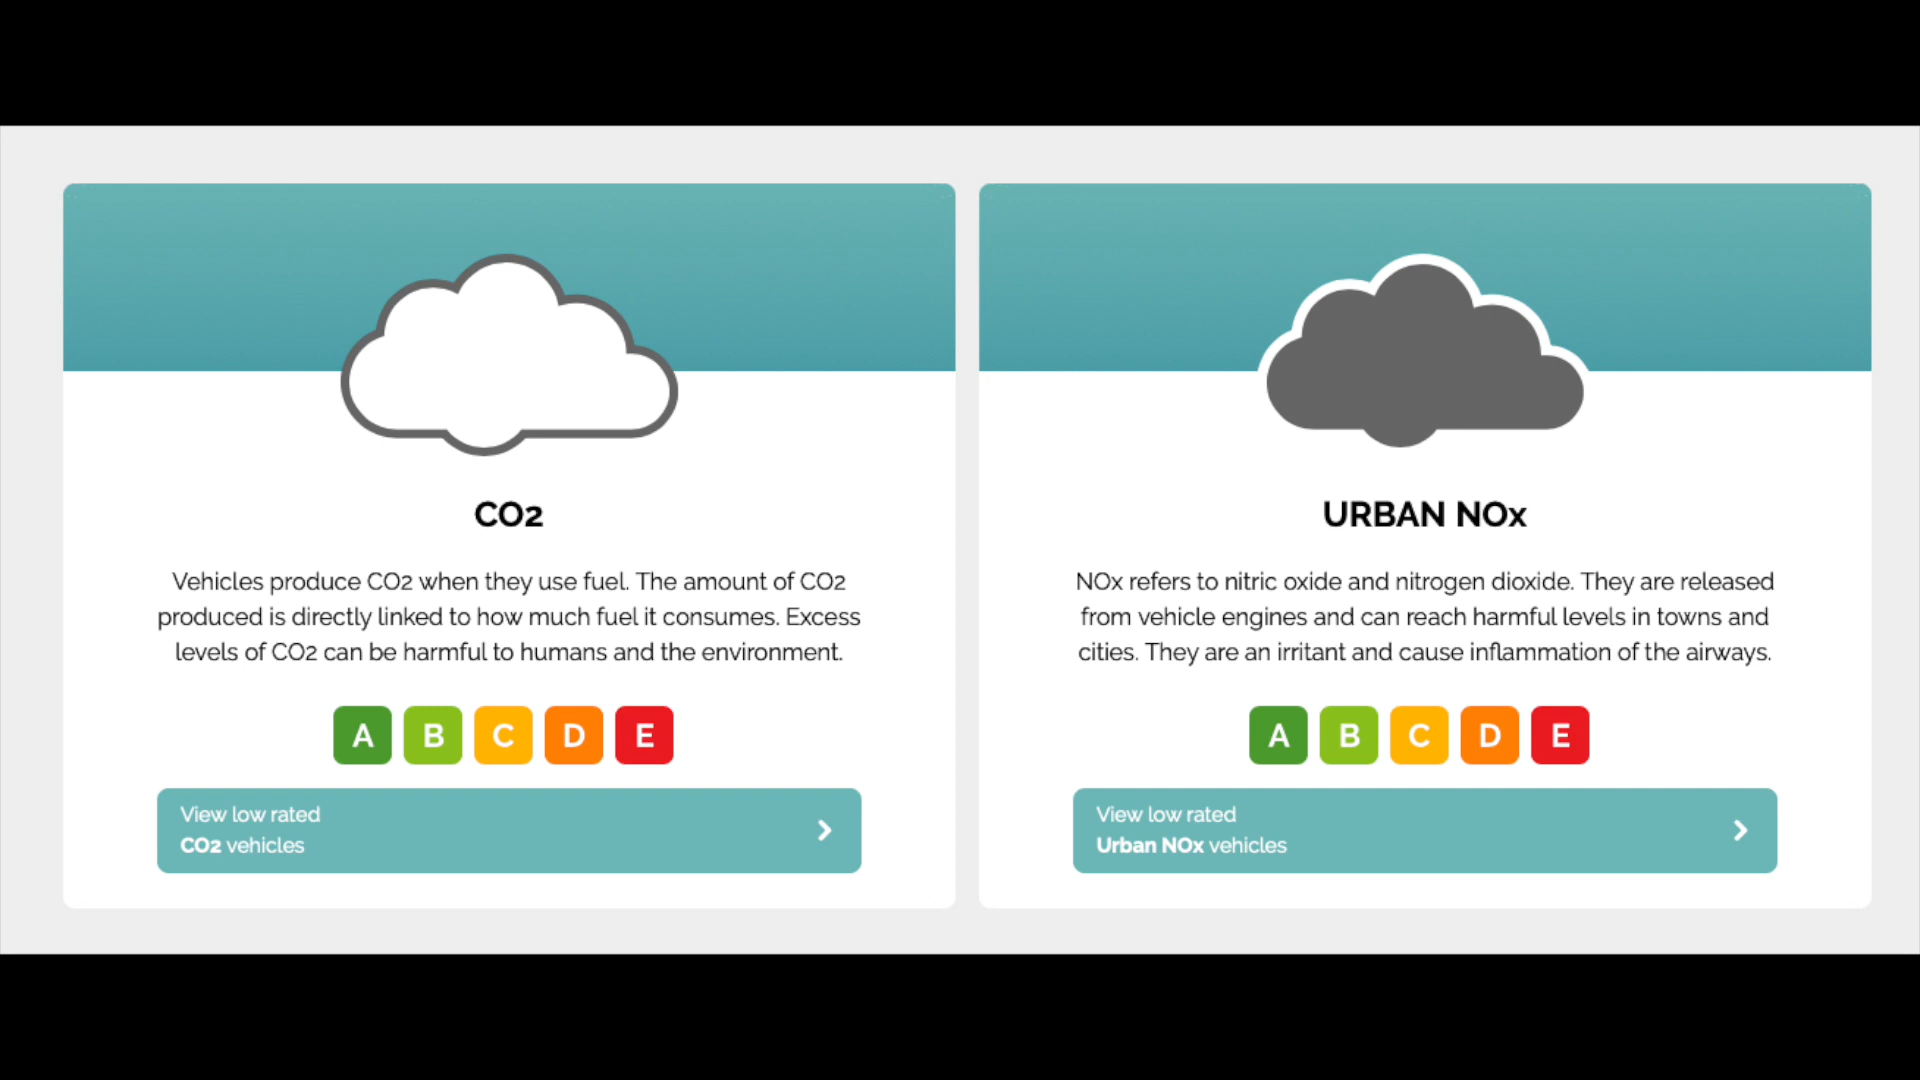 CO2
Vehicles produce CO2 when they use fuel. The amount of CO2
produced is directly linked to how much fuel it consumes. Excess
levels of CO2 can be harmful to humans and the environment.
A B C D E
View low rated
CO2 vehicles
URBAN NOx
NOx refers to nitric oxide and nitrogen dioxide. They are released
from vehicle engines and can reach harmful levels in towns and
cities. They are an irritant and cause inflammation of the airways.
A B C D E
View low rated
Urban NOx vehicles